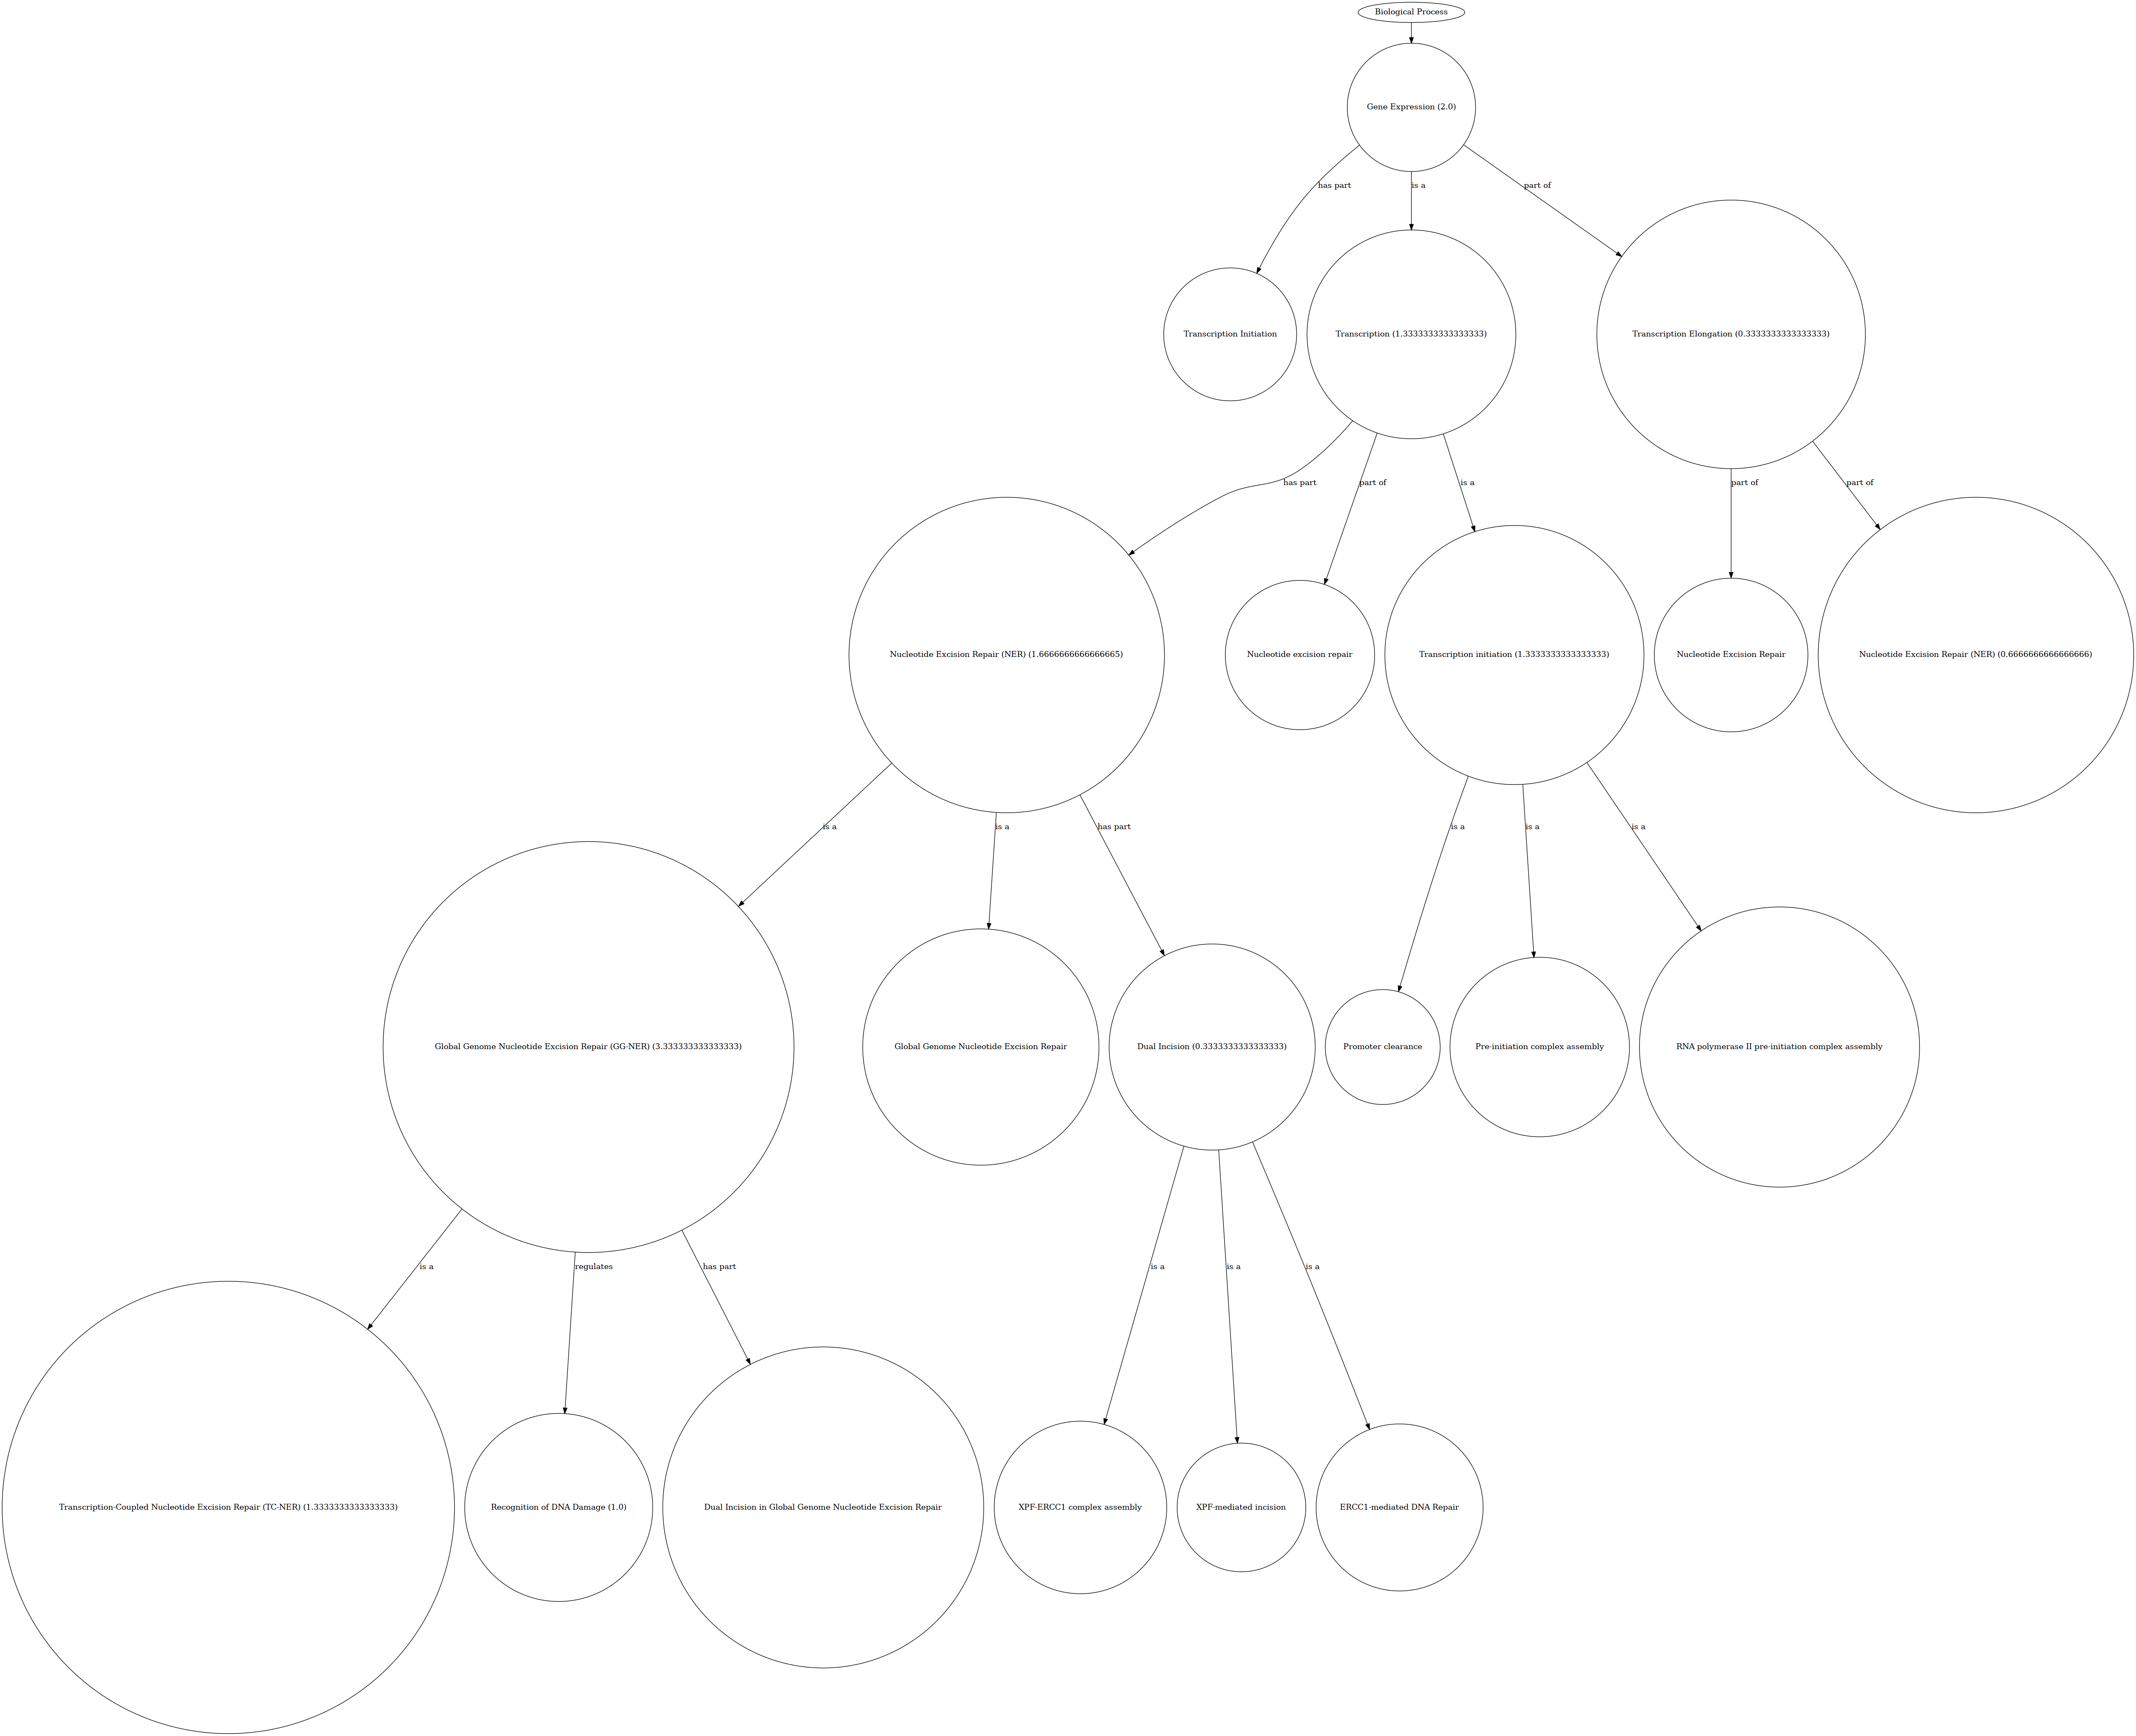 Biological Process
Gene Expression (2.0)
has part
is a
part of
Transcription Initiation
Transcription (1.3333333333333333)
Transcription Elongation (0.3333333333333333)
has part
part of
is a
part of
part of
Nucleotide Excision Repair (NER) (1.6666666666666665)
Nucleotide excision repair
Transcription initiation (1.3333333333333333)
Nucleotide Excision Repair
Nucleotide Excision Repair (NER) (0.6666666666666666)
is a
is a
has part
is a
is a
is a
Global Genome Nucleotide Excision Repair (GG-NER) (3.333333333333333)
Global Genome Nucleotide Excision Repair
Dual Incision (0.3333333333333333)
Promoter clearance
Pre-initiation complex assembly
RNA polymerase II pre-initiation complex assembly
is a
regulates
has part
is a
is a
is a
Transcription-Coupled Nucleotide Excision Repair (TC-NER) (1.3333333333333333)
Recognition of DNA Damage (1.0)
Dual Incision in Global Genome Nucleotide Excision Repair
XPF-ERCC1 complex assembly
XPF-mediated incision
ERCC1-mediated DNA Repair